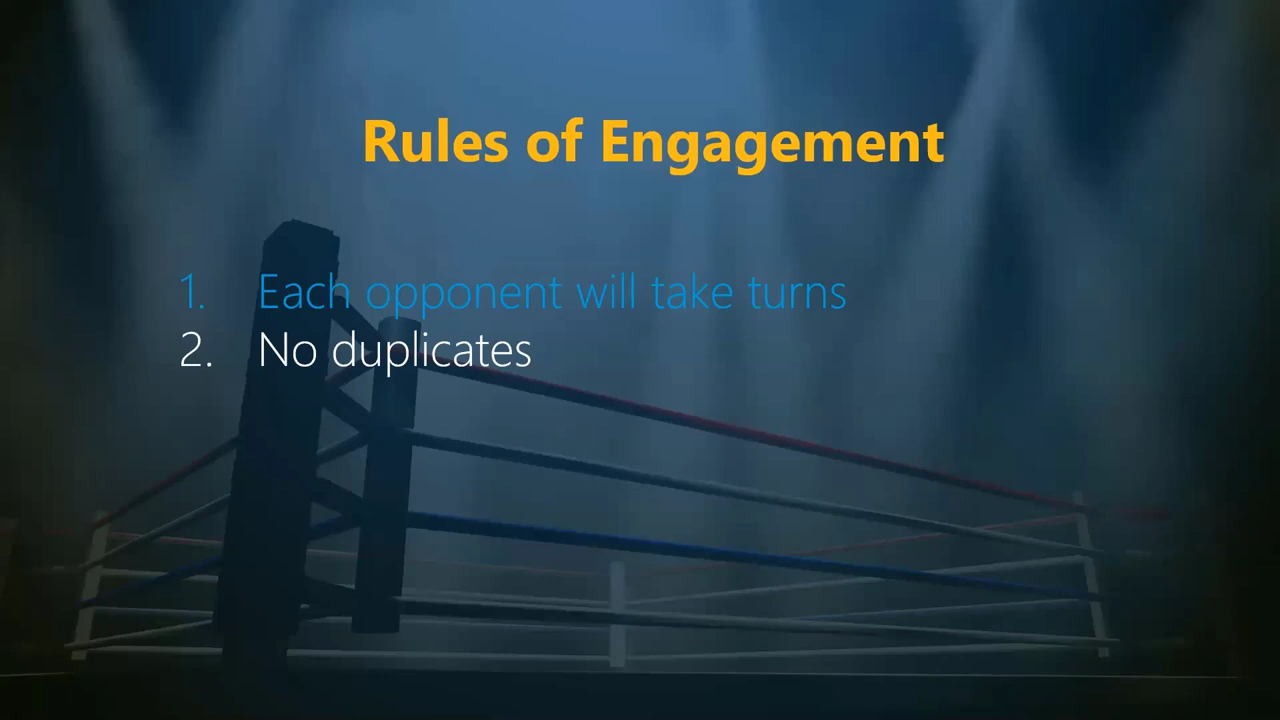 Rules of Engagement
1. Each opponent will take turns
2. No duplicates